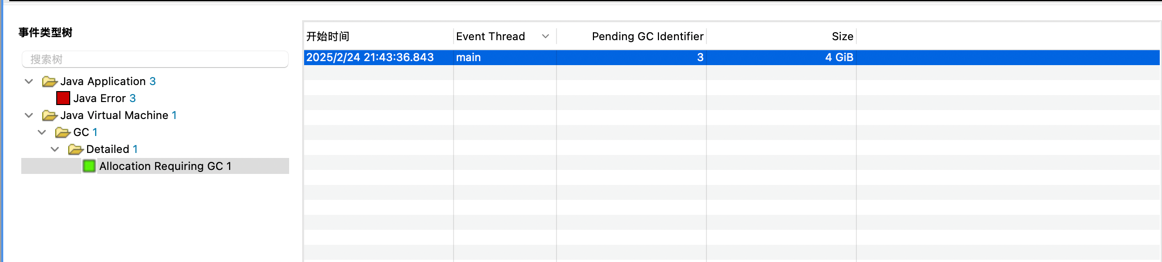 事件类型树
搜索树
Java Application 3
Java Error 3
Java Virtual Machine 1
GC 1
Detailed 1
Allocation Requiring GC 1
开始时间 Event Thread Pending GC Identifier Size
2025/2/24 21:43:36.843 main 3 4 GiB